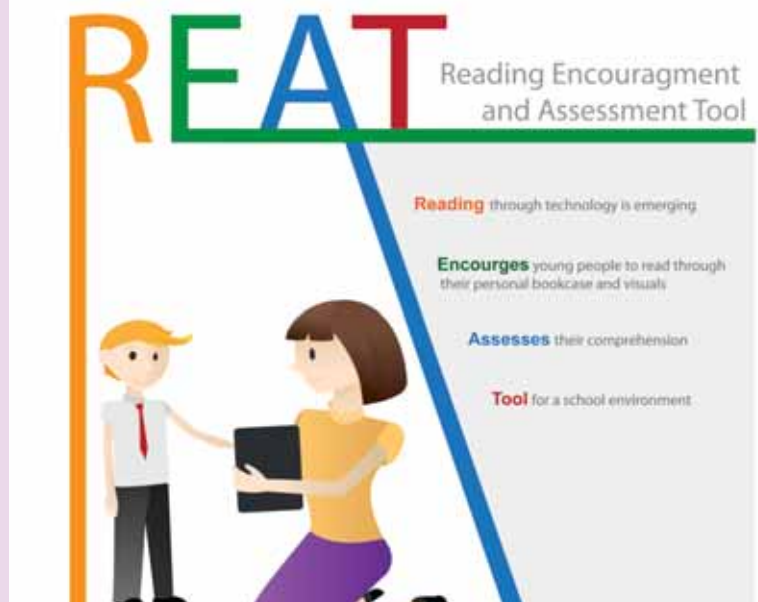 REAT
Reading Encouragment
and Assessment Tool
Reading through technology is emerging
Encourges young people to read through
their personal bookcase and visuals
Assesses their comprehension
Tool for a school environment